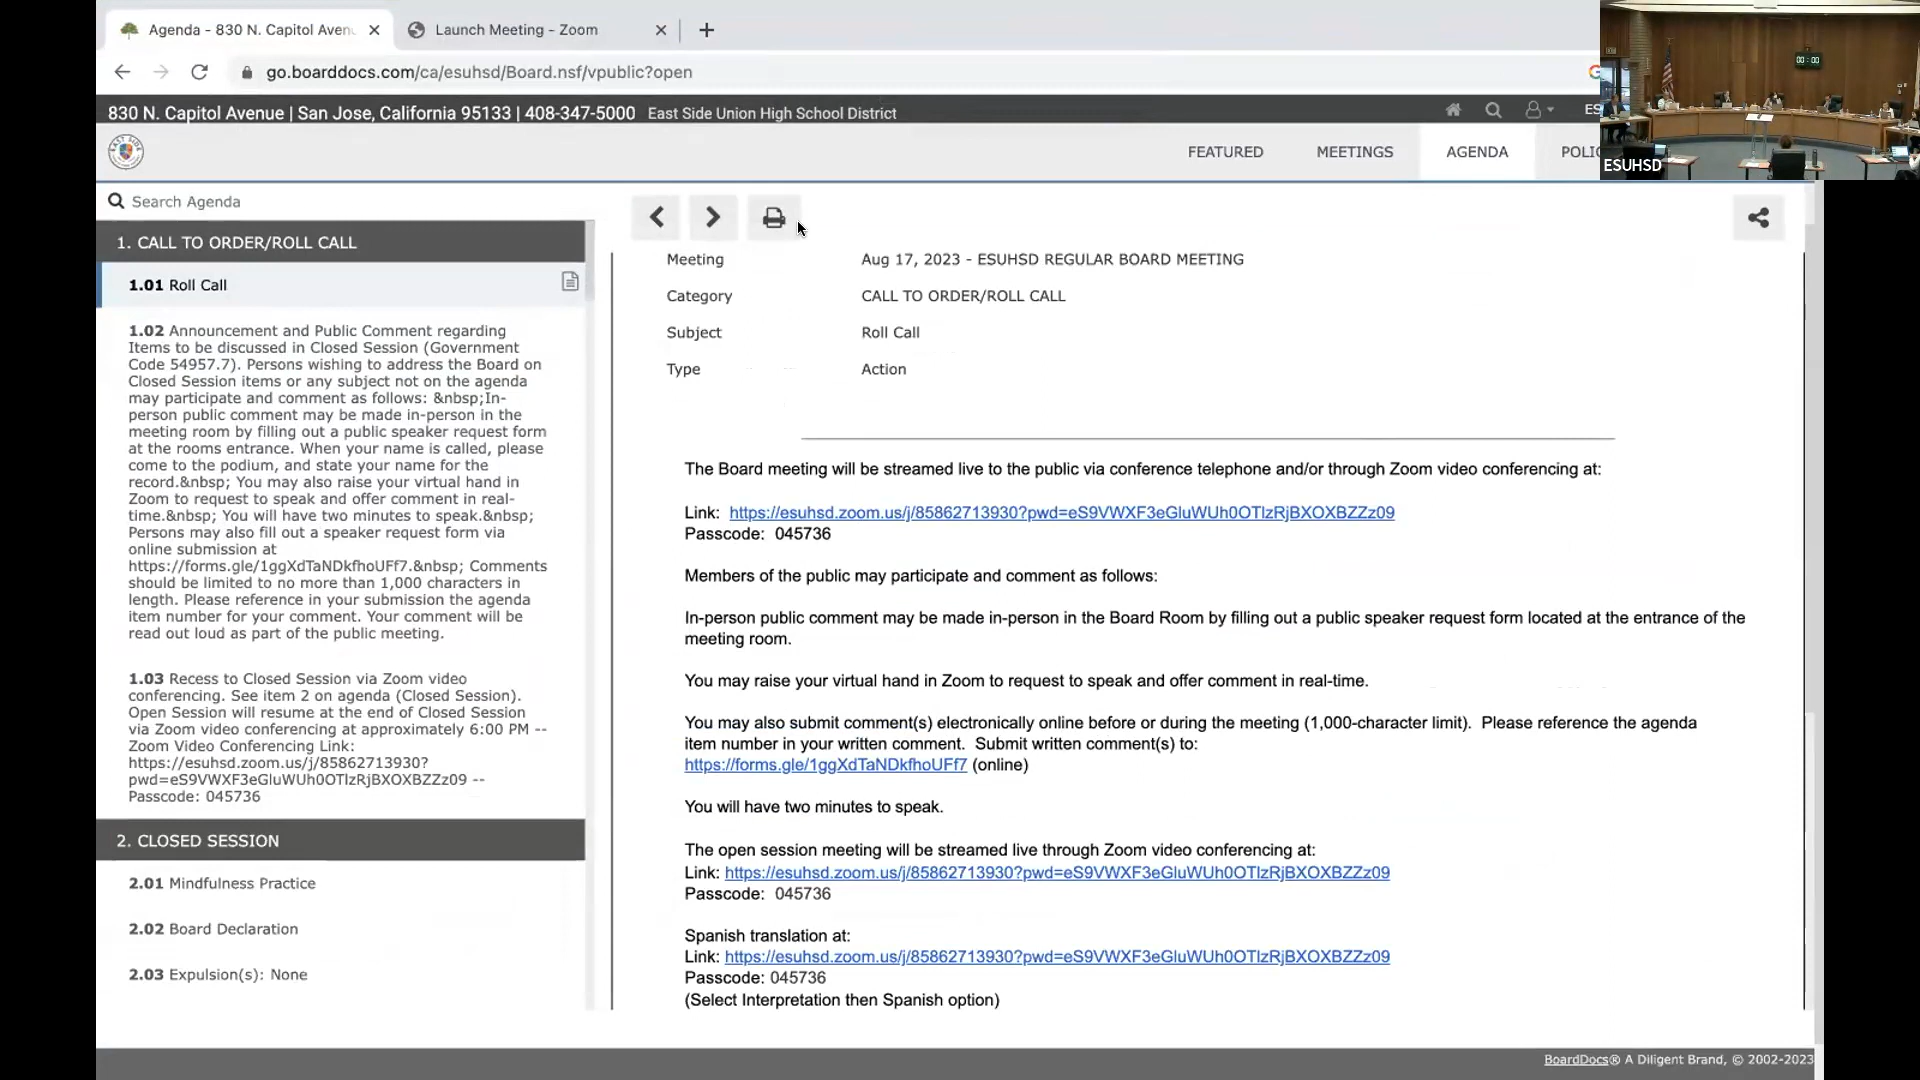 Agenda - 830 N. Capitol Aven
Launch Meeting - Zoom
go.boarddocs.com/ca/esuhsd/Board.nsf/vpublic?open
830 N. Capitol Avenue | San Jose, California 95133 | 408-347-5000 East Side Union High School District
ES
00:00
ESUHSD
FEATURED MEETINGS AGENDA POLIC
Search Agenda
1. CALL TO ORDER/ROLL CALL
1.01 Roll Call
1.02 Announcement and Public Comment regarding
Items to be discussed in Closed Session (Government
Code 54957.7). Persons wishing to address the Board on
Closed Session items or any subject not on the agenda
may participate and comment as follows: &nbsp;In-
person public comment may be made in-person in the
meeting room by filling out a public speaker request form
at the rooms entrance. When your name is called, please
come to the podium, and state your name for the
record.&nbsp; You may also raise your virtual hand in
Zoom to request to speak and offer comment in real-
time.&nbsp; You will have two minutes to speak.&nbsp;
Persons may also fill out a speaker request form via
online submission at
https://forms.gle/1ggXdTaNDkfhoUFf7.&nbsp; Comments
should be limited to no more than 1,000 characters in
length. Please reference in your submission the agenda
item number for your comment. Your comment will be
read out loud as part of the public meeting.
1.03 Recess to Closed Session via Zoom video
conferencing. See item 2 on agenda (Closed Session).
Open Session will resume at the end of Closed Session
via Zoom video conferencing at approximately 6:00 PM --
Zoom Video Conferencing Link:
https://esuhsd.zoom.us/j/85862713930?
pwd=eS9VWXF3eGluWUh0OTlzRjBXOXBZZz09 --
Passcode: 045736
2. CLOSED SESSION
2.01 Mindfulness Practice
2.02 Board Declaration
2.03 Expulsion(s): None
Meeting Aug 17, 2023 - ESUHSD REGULAR BOARD MEETING
Category CALL TO ORDER/ROLL CALL
Subject Roll Call
Type Action
The Board meeting will be streamed live to the public via conference telephone and/or through Zoom video conferencing at:
Link: https://esuhsd.zoom.us/j/85862713930?pwd=eS9VWXF3eGluWUh0OTlzRjBXOXBZZz09
Passcode: 045736
Members of the public may participate and comment as follows:
In-person public comment may be made in-person in the Board Room by filling out a public speaker request form located at the entrance of the
meeting room.
You may raise your virtual hand in Zoom to request to speak and offer comment in real-time.
You may also submit comment(s) electronically online before or during the meeting (1,000-character limit). Please reference the agenda
item number in your written comment. Submit written comment(s) to:
https://forms.gle/1ggXdTaNDkfhoUFf7 (online)
You will have two minutes to speak.
The open session meeting will be streamed live through Zoom video conferencing at:
Link: https://esuhsd.zoom.us/j/85862713930?pwd=eS9VWXF3eGluWUh0OTlzRjBXOXBZZz09
Passcode: 045736
Spanish translation at:
Link: https://esuhsd.zoom.us/j/85862713930?pwd=eS9VWXF3eGluWUh0OTlzRjBXOXBZZz09
Passcode: 045736
(Select Interpretation then Spanish option)
BoardDocs® A Diligent Brand, © 2002-2023